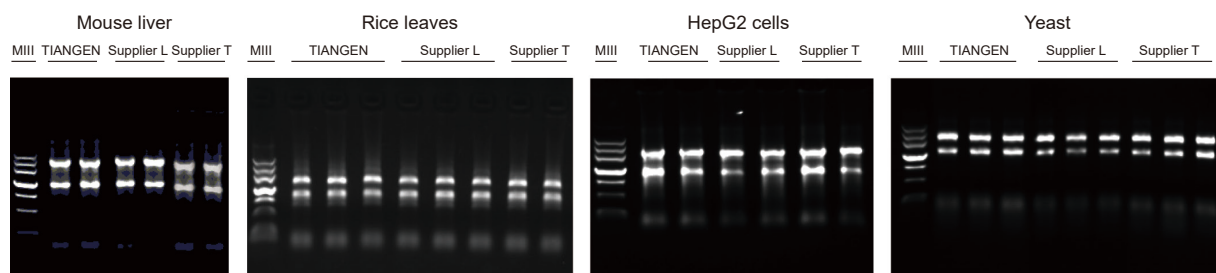 Mouse liver
MIII TIANGEN Supplier L Supplier T
Rice leaves
MIII TIANGEN Supplier L Supplier T
HepG2 cells
MIII TIANGEN Supplier L Supplier T
Yeast
MIII TIANGEN Supplier L Supplier T